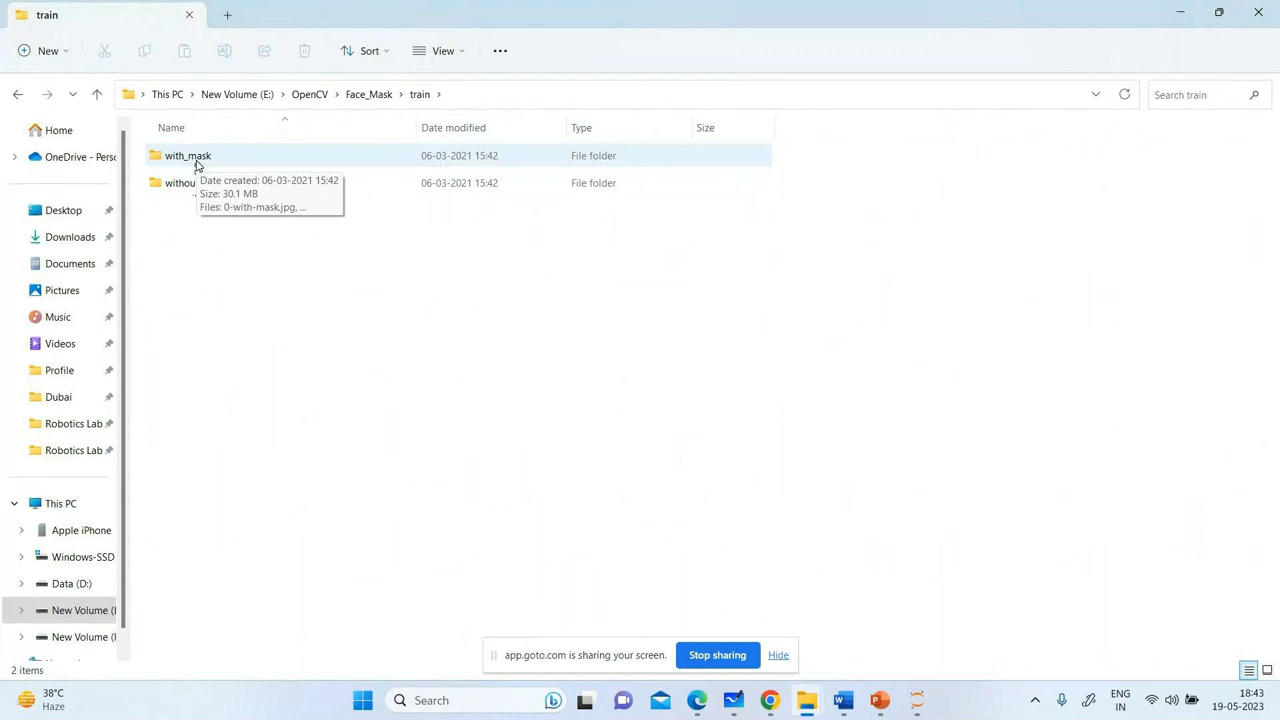 train
New
Sort
View
This PC
New Volume (E:)
OpenCV
Face_Mask
train
Search train
Name
Date modified
Type
Size
with_mask
06-03-2021 15:42
File folder
withou
06-03-2021 15:42
File folder
Date created: 06-03-2021 15:42
Size: 30.1 MB
Files: 0-with-mask.jpg, ...
Home
OneDrive - Perso
Desktop
Downloads
Documents
Pictures
Music
Videos
Profile
Dubai
Robotics Lab
Robotics Lab
This PC
Apple iPhone
Windows-SSD
Data (D:)
New Volume (E
New Volume (F
2 items
app.goto.com is sharing your screen.
Stop sharing
Hide
38°C
Haze
Search
ENG
IN
18:43
19-05-2023